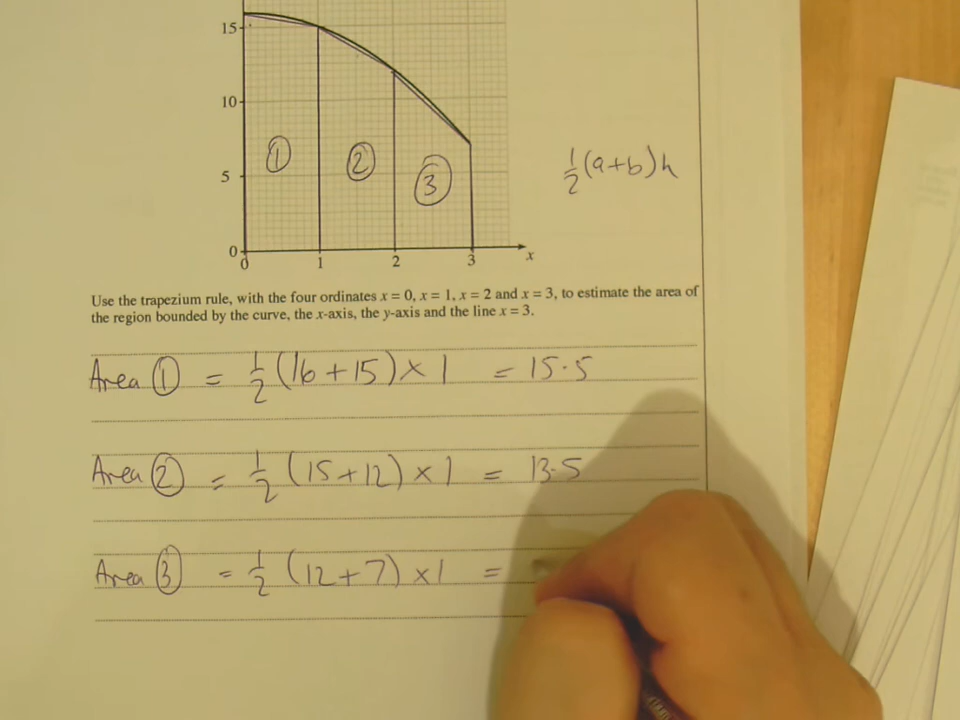 15
10
5
0
0 1 2 3 x
① ② ③
½(a+b)h
Use the trapezium rule, with the four ordinates x = 0, x = 1, x = 2 and x = 3, to estimate the area of
the region bounded by the curve, the x-axis, the y-axis and the line x = 3.
Area ① = ½ (16 + 15) × 1 = 15.5
Area ② = ½ (15 + 12) × 1 = 13.5
Area ③ = ½ (12 + 7) × 1 =